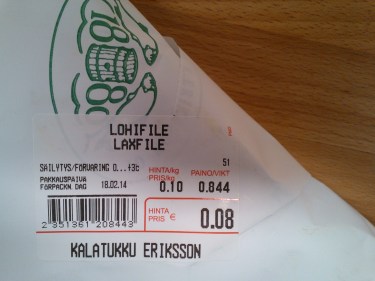 LOHIFILE
LAXFILE
SÄILYTYS/FÖRVARING 0...+3c
51
PAKKAUSPÄIVÄ
FÖRPACKN DAG
18.02.14
HINTA/kg
PRIS/kg
0.10
PAINO/VIKT
0.844
HINTA
PRIS €
0.08
2 351361 208443
KALATUKKU ERIKSSON